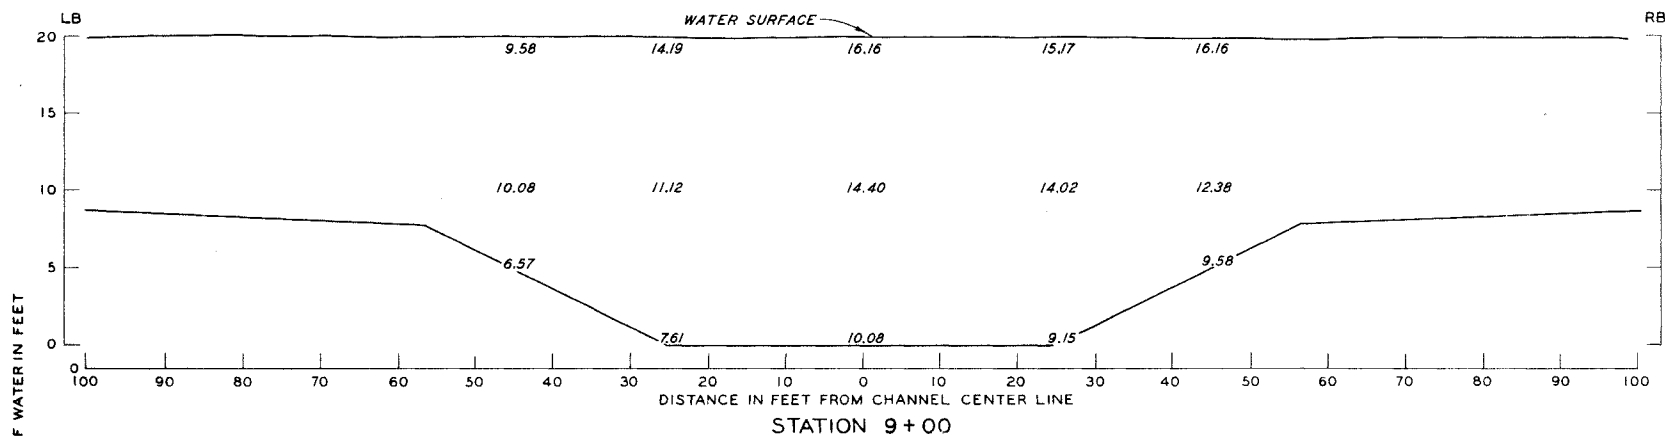 LB RB
WATER SURFACE
20 9.58 14.19 16.16 15.17 16.16
15
10 10.08 11.12 14.40 14.02 12.38
5 6.57 9.58
0 7.61 10.08 9.15
0
100 90 80 70 60 50 40 30 20 10 0 10 20 30 40 50 60 70 80 90 100
DISTANCE IN FEET FROM CHANNEL CENTER LINE
STATION 9+00
F WATER IN FEET